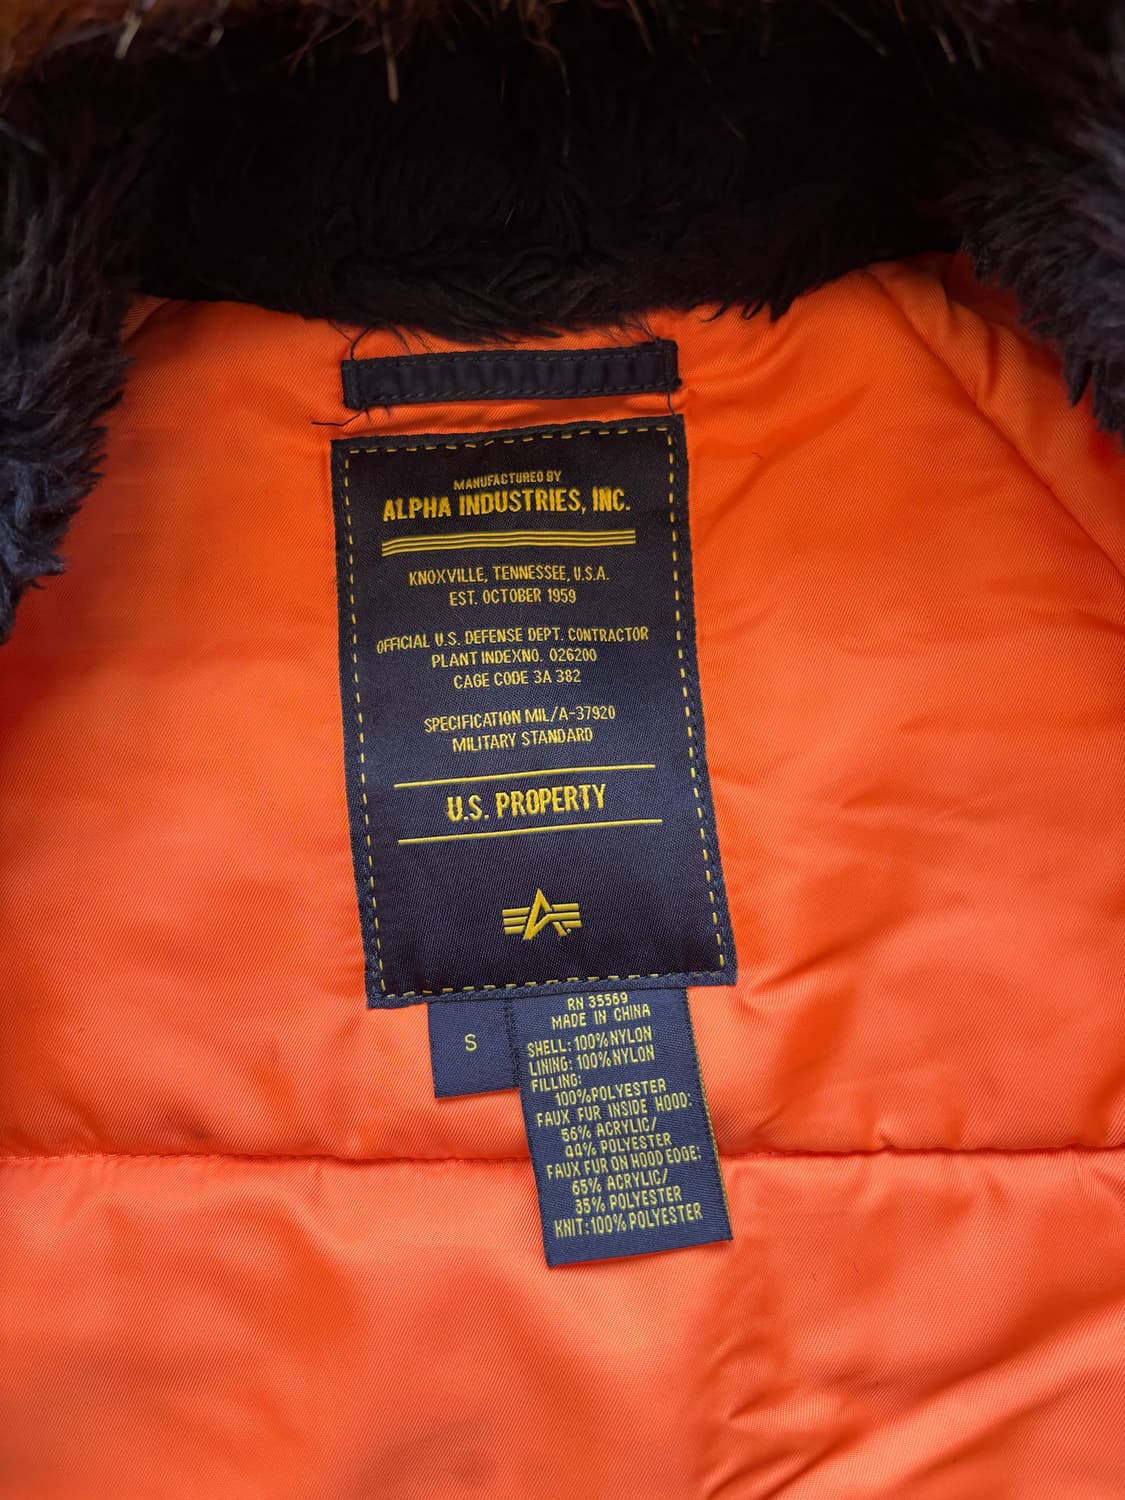 MANUFACTURED BY
ALPHA INDUSTRIES, INC.
KNOXVILLE, TENNESSEE, U.S.A.
EST. OCTOBER 1959
OFFICIAL U.S. DEFENSE DEPT. CONTRACTOR
PLANT INDEXNO. 026200
CAGE CODE 3A 382
SPECIFICATION MIL/A-37920
MILITARY STANDARD
U.S. PROPERTY
S
RN 35569
MADE IN CHINA
SHELL: 100% NYLON
LINING: 100% NYLON
FILLING:
100% POLYESTER
FAUX FUR INSIDE HOOD:
56% ACRYLIC/
44% POLYESTER
FAUX FUR ON HOOD EDGE:
65% ACRYLIC/
35% POLYESTER
KNIT: 100% POLYESTER